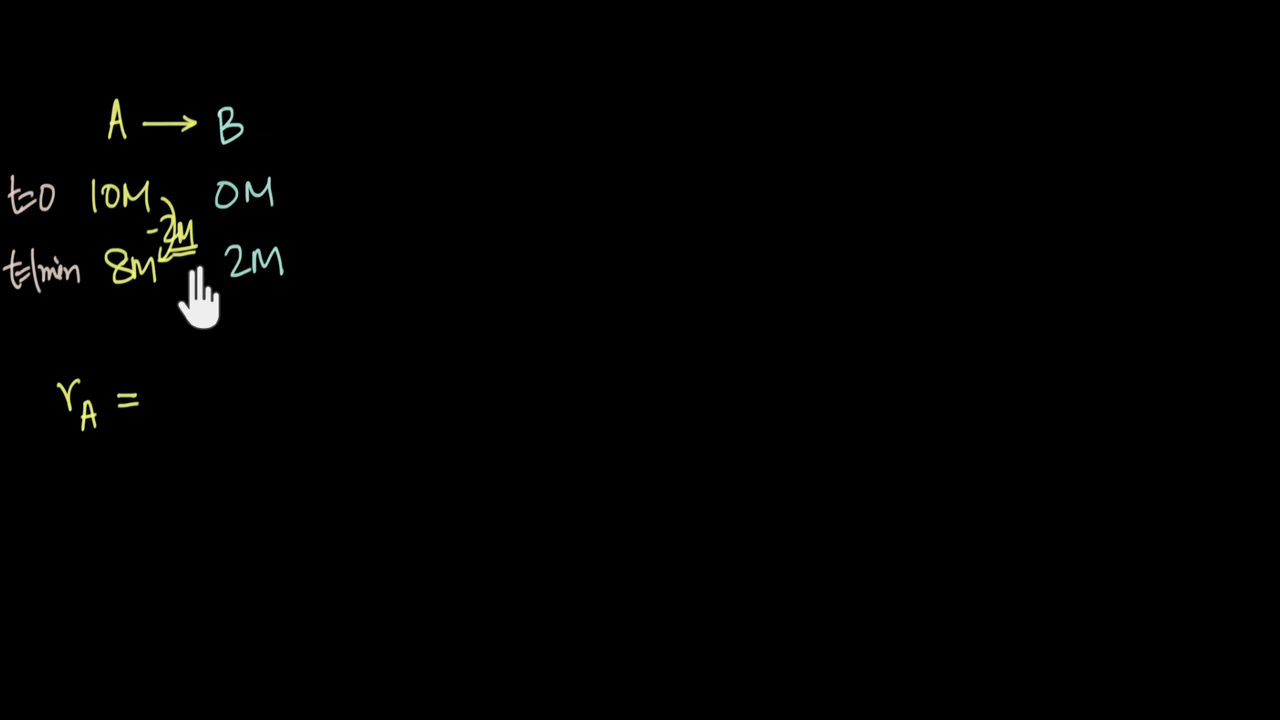 A → B
t=0 10M 0M
-2M
t=1min 8M 2M
r_A =